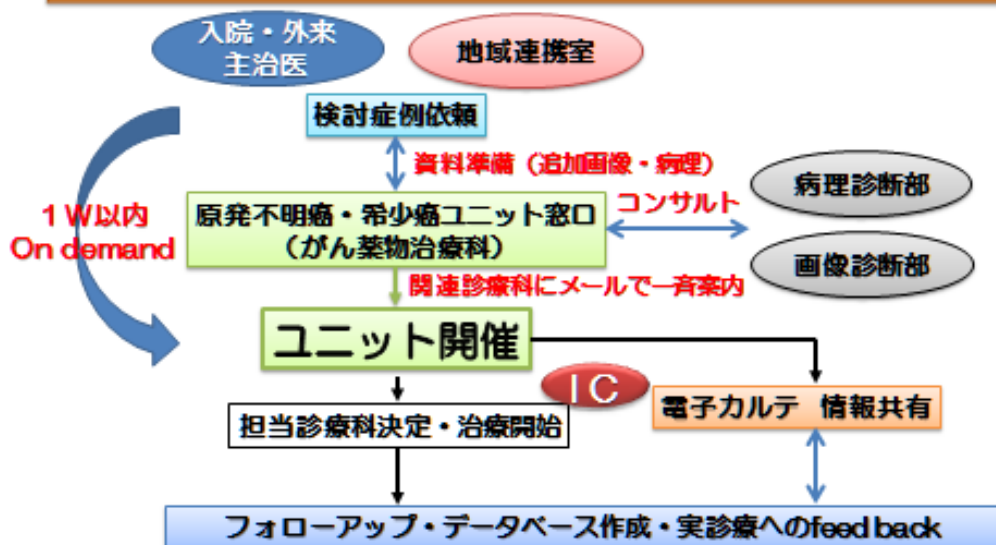 入院・外来
主治医
地域連携室
検討症例依頼
資料準備（追加画像・病理）
1W以内
On demand
原発不明癌・希少癌ユニット窓口
（がん薬物治療科）
コンサルト
病理診断部
画像診断部
関連診療科にメールで一斉案内
ユニット開催
IC
担当診療科決定・治療開始
電子カルテ 情報共有
フォローアップ・データベース作成・実診療へのfeed back